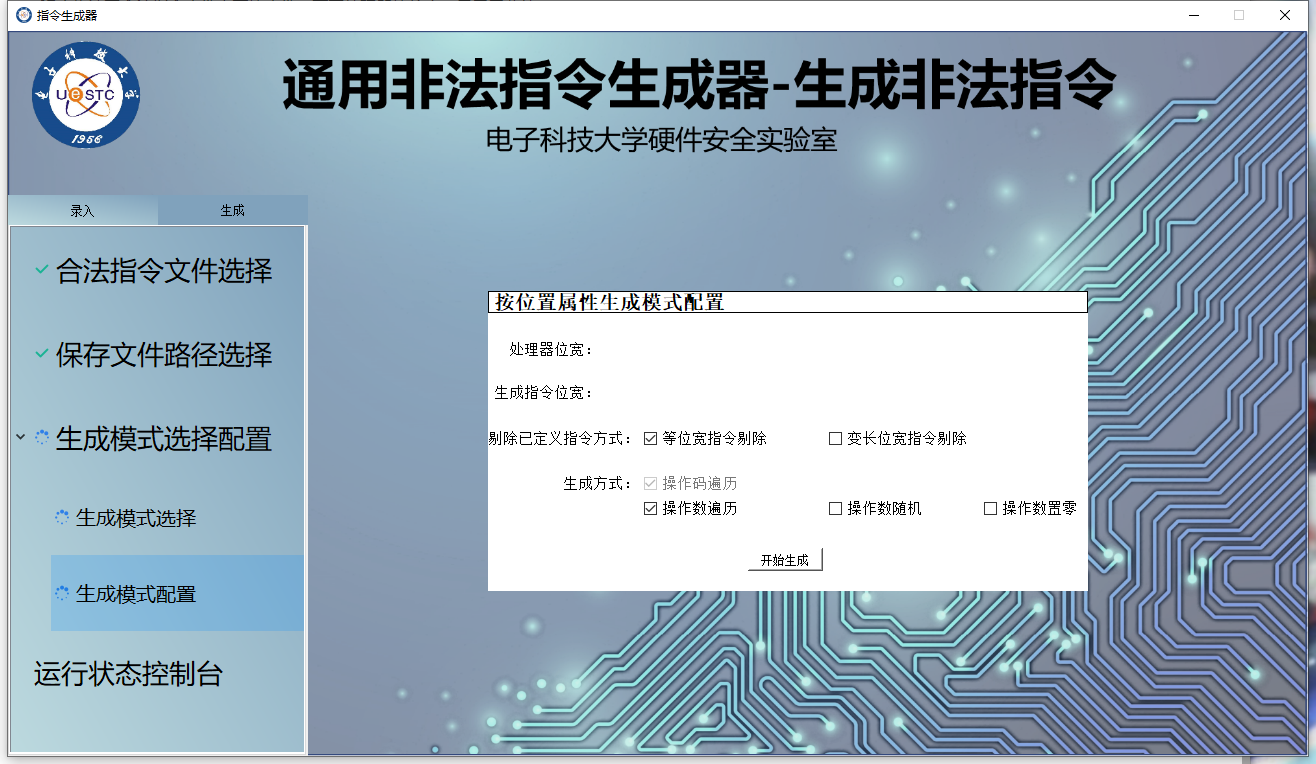 指令生成器
UeSTC
1956
通用非法指令生成器-生成非法指令
电子科技大学硬件安全实验室
录入 生成
合法指令文件选择
保存文件路径选择
生成模式选择配置
生成模式选择
生成模式配置
运行状态控制台
按位置属性生成模式配置
处理器位宽：
生成指令位宽：
剔除已定义指令方式： 等位宽指令剔除 变长位宽指令剔除
生成方式： 操作码遍历
操作数遍历 操作数随机 操作数置零
开始生成